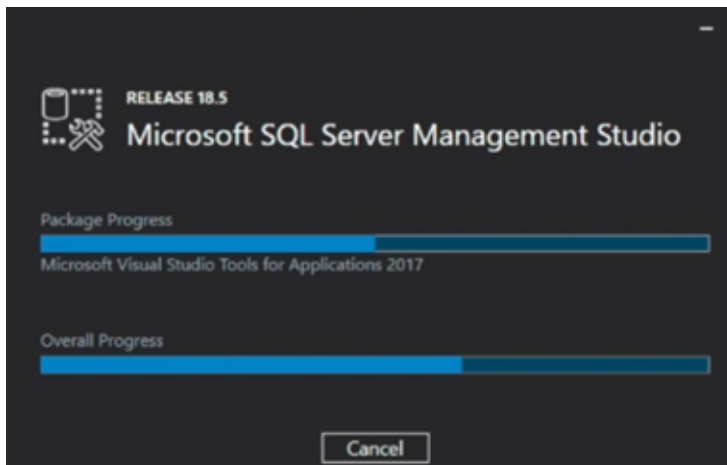 RELEASE 18.5
Microsoft SQL Server Management Studio
Package Progress
Microsoft Visual Studio Tools for Applications 2017
Overall Progress
Cancel